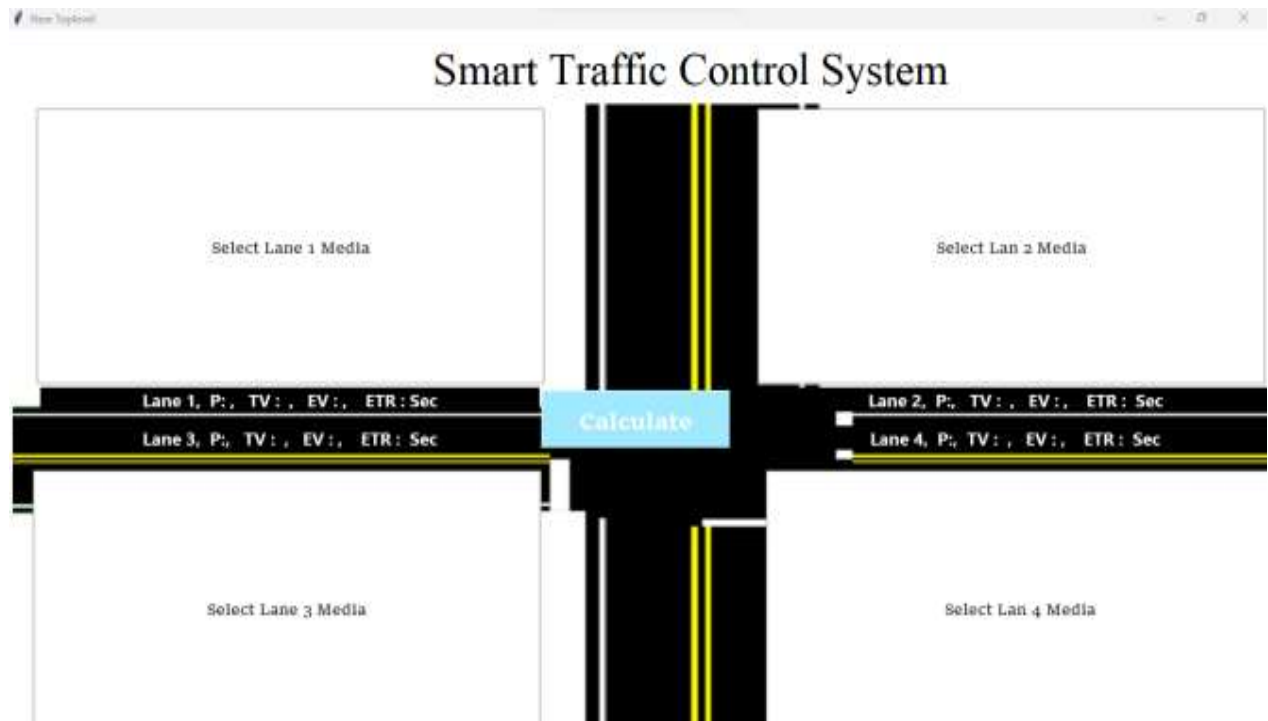 New Toplevel
Smart Traffic Control System
Select Lane 1 Media
Select Lan 2 Media
Lane 1, P: , TV : , EV : , ETR : Sec
Lane 2, P:, TV : , EV : , ETR : Sec
Calculate
Lane 3, P:, TV : , EV : , ETR : Sec
Lane 4, P:, TV : , EV : , ETR : Sec
Select Lane 3 Media
Select Lan 4 Media